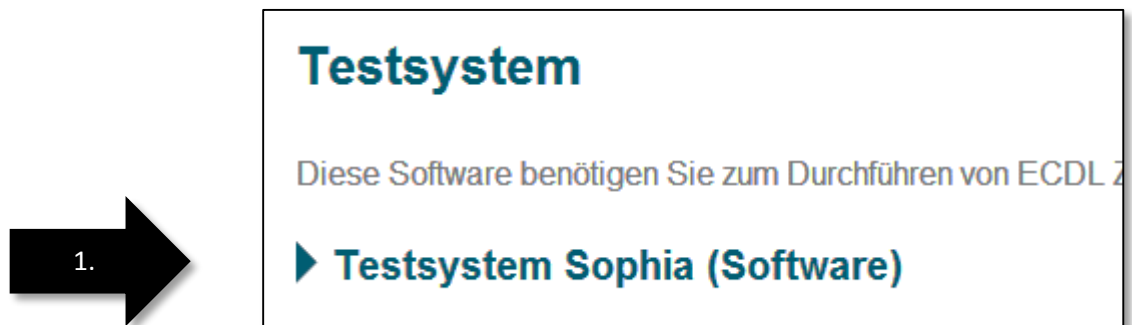 Testsystem
Diese Software benötigen Sie zum Durchführen von ECDL
1.
Testsystem Sophia (Software)